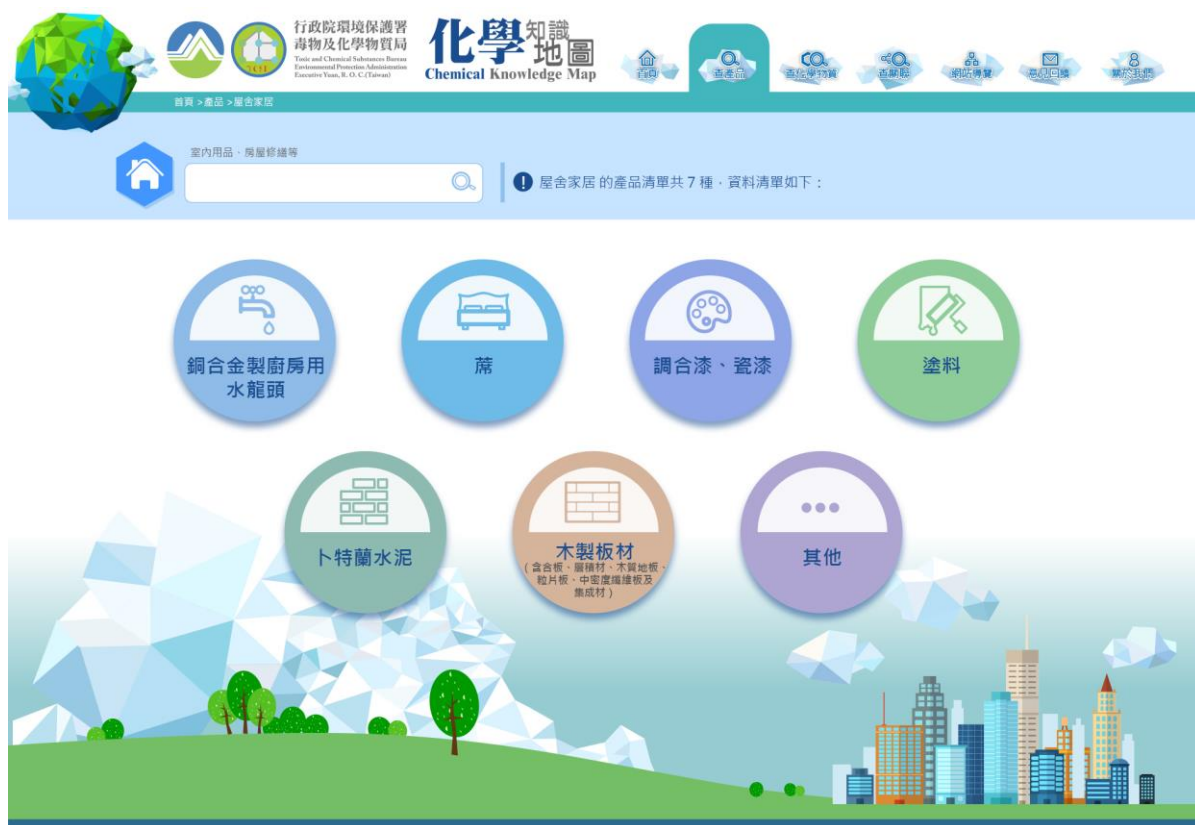 行政院環境保護署
毒物及化學物質局
Toxic and Chemical Substances Bureau
Environmental Protection Administration
Executive Yuan, R. O. C. (Taiwan)
化學知識地圖
Chemical Knowledge Map
首頁
查產品
查化學物質
查關聯
網站導覽
意見回饋
關於我們
首頁 >產品 >屋舍家居
室內用品、房屋修繕等
屋舍家居 的產品清單共 7 種，資料清單如下：
銅合金製廚房用
水龍頭
蓆
調合漆、瓷漆
塗料
卜特蘭水泥
木製板材
（含合板、層積材、木質地板、
粒片板、中密度纖維板及
集成材）
其他